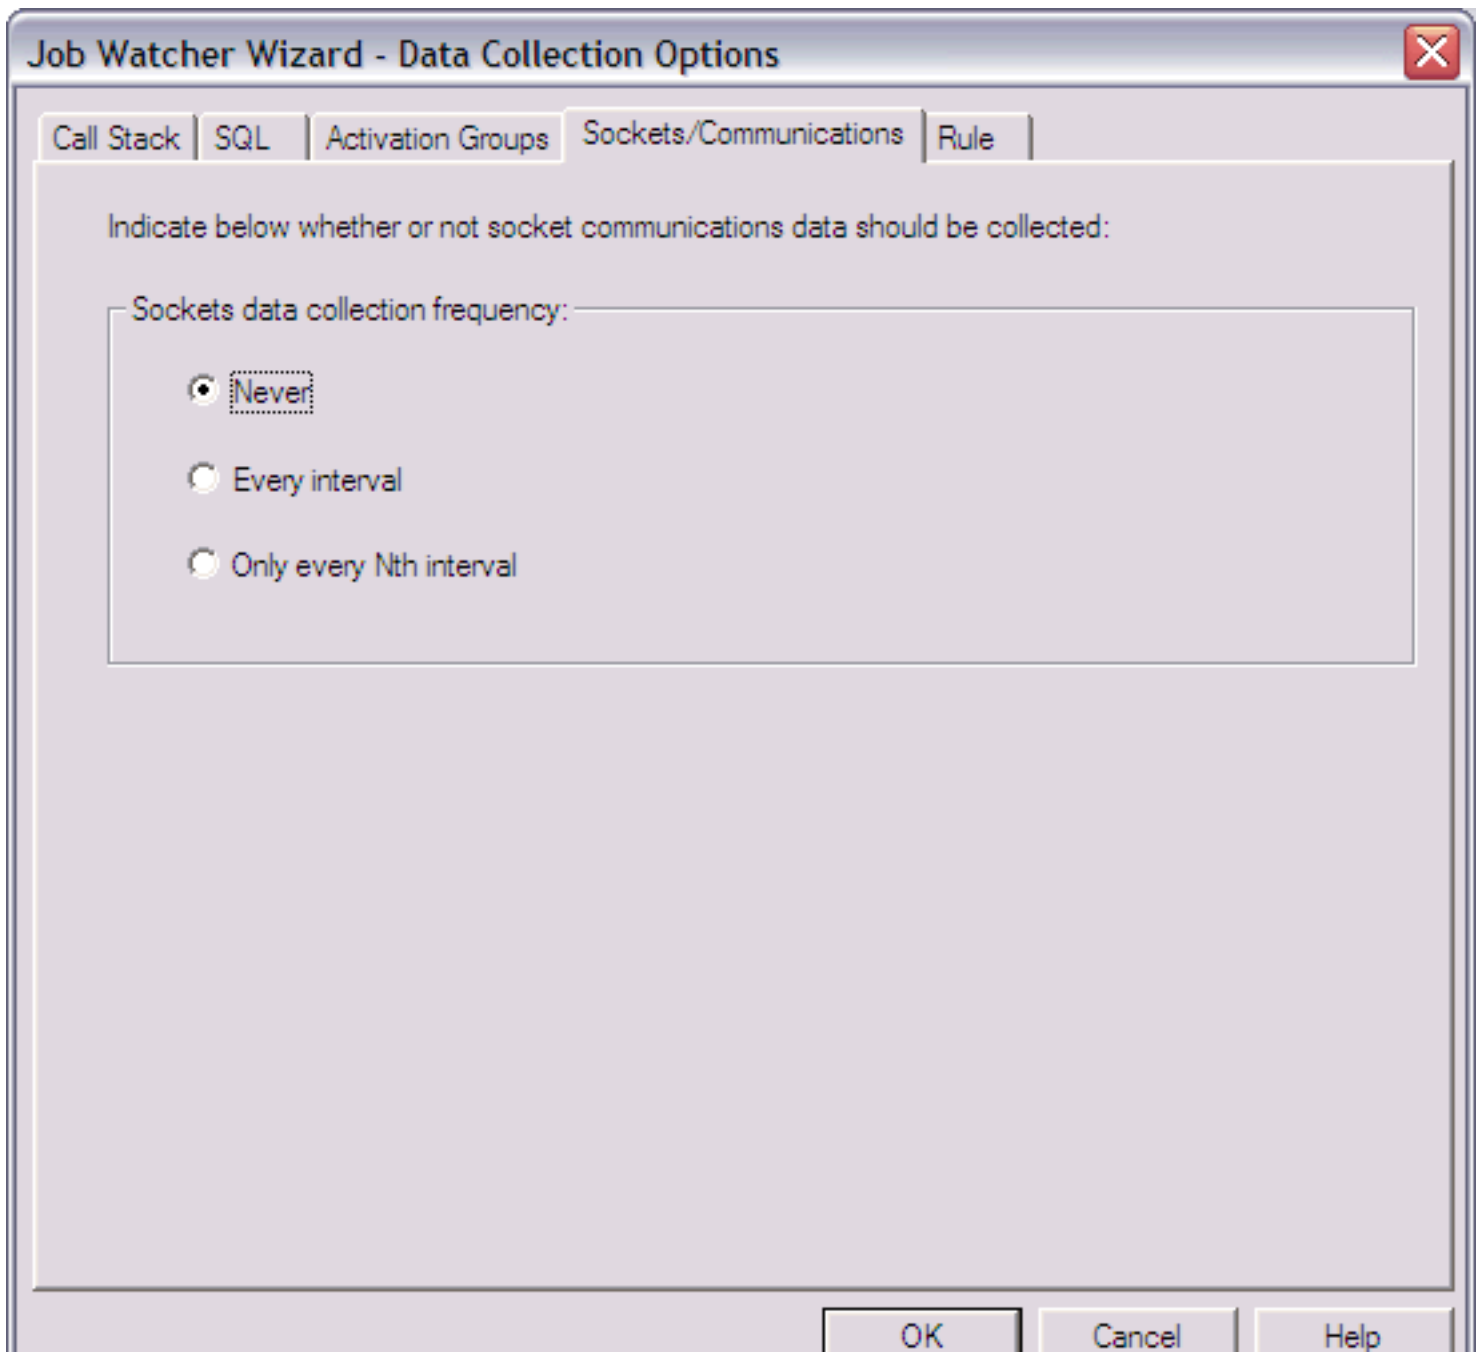 Job Watcher Wizard - Data Collection Options
Call Stack SQL Activation Groups Sockets/Communications Rule
Indicate below whether or not socket communications data should be collected:
Sockets data collection frequency:
Never
Every interval
Only every Nth interval
OK Cancel Help